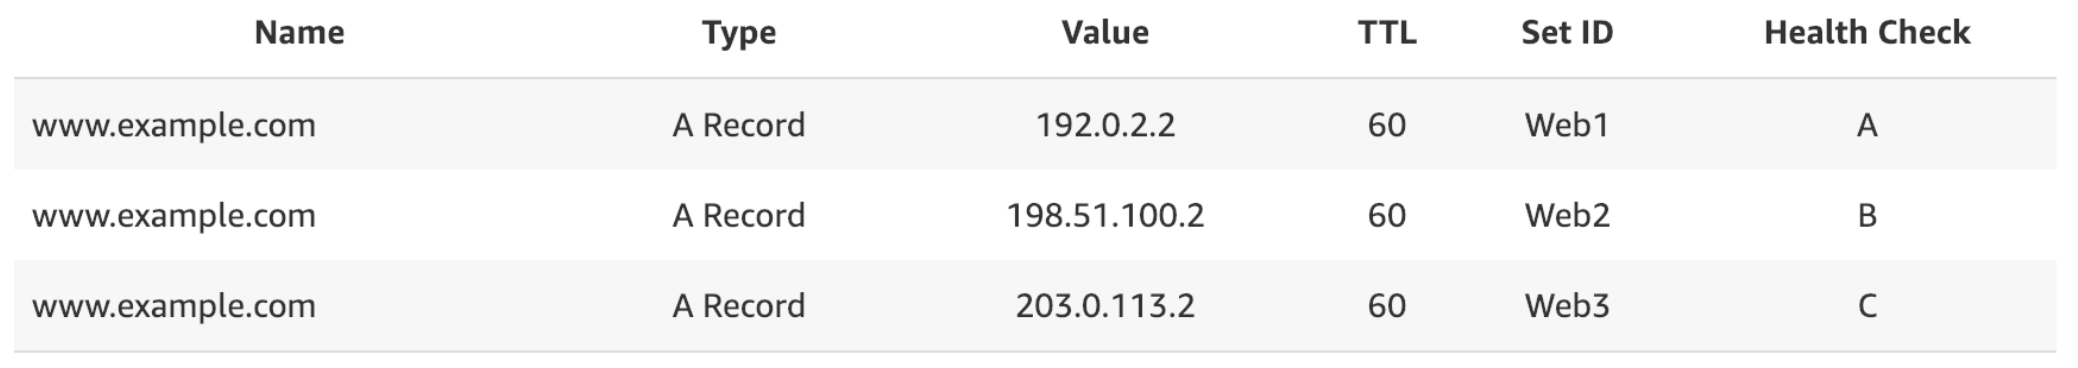 Name Type Value TTL Set ID Health Check
www.example.com A Record 192.0.2.2 60 Web1 A
www.example.com A Record 198.51.100.2 60 Web2 B
www.example.com A Record 203.0.113.2 60 Web3 C